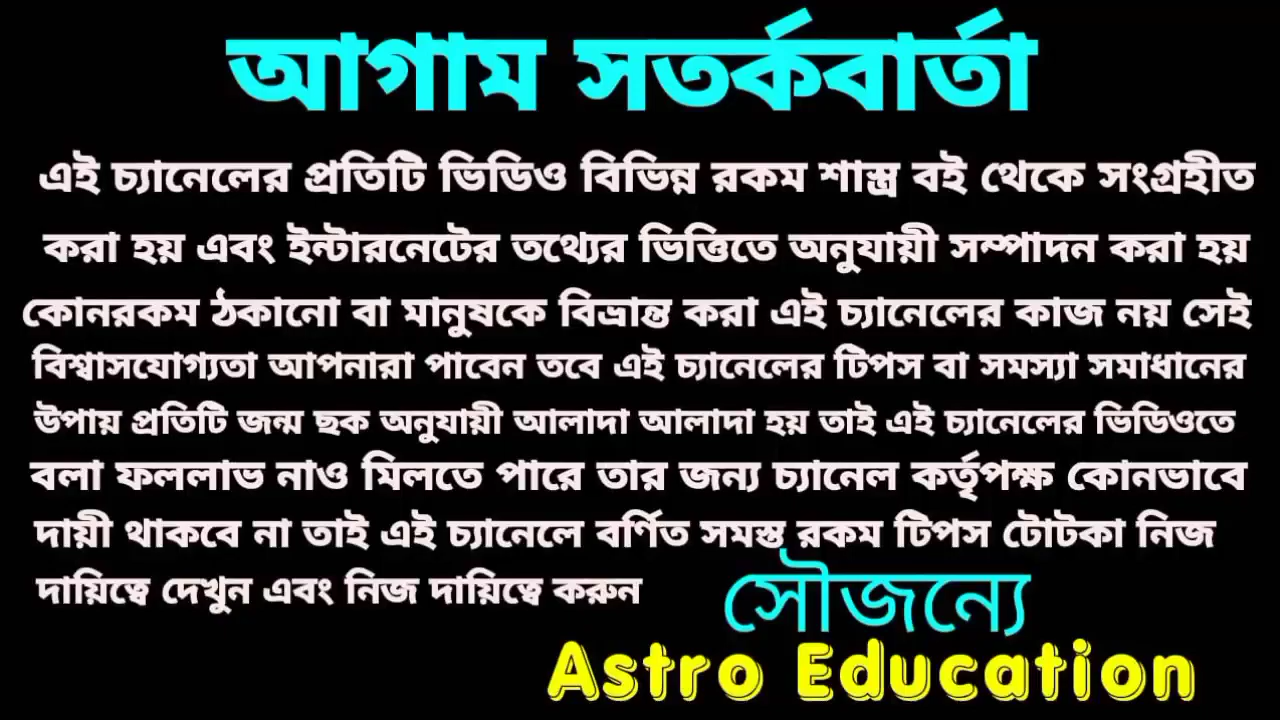 আগাম সতর্কবার্তা
এই চ্যানেলের প্রতিটি ভিডিও বিভিন্ন রকম শাস্ত্র বই থেকে সংগ্রহীত
করা হয় এবং ইন্টারনেটের তথ্যের ভিত্তিতে অনুযায়ী সম্পাদন করা হয়
কোনরকম ঠকানো বা মানুষকে বিভ্রান্ত করা এই চ্যানেলের কাজ নয় সেই
বিশ্বাসযোগ্যতা আপনারা পাবেন তবে এই চ্যানেলের টিপস বা সমস্যা সমাধানের
উপায় প্রতিটি জন্ম ছক অনুযায়ী আলাদা আলাদা হয় তাই এই চ্যানেলের ভিডিওতে
বলা ফললাভ নাও মিলতে পারে তার জন্য চ্যানেল কর্তৃপক্ষ কোনভাবে
দায়ী থাকবে না তাই এই চ্যানেলে বর্ণিত সমস্ত রকম টিপস টোটকা নিজ
দায়িত্বে দেখুন এবং নিজ দায়িত্বে করুন
সৌজন্যে
Astro Education